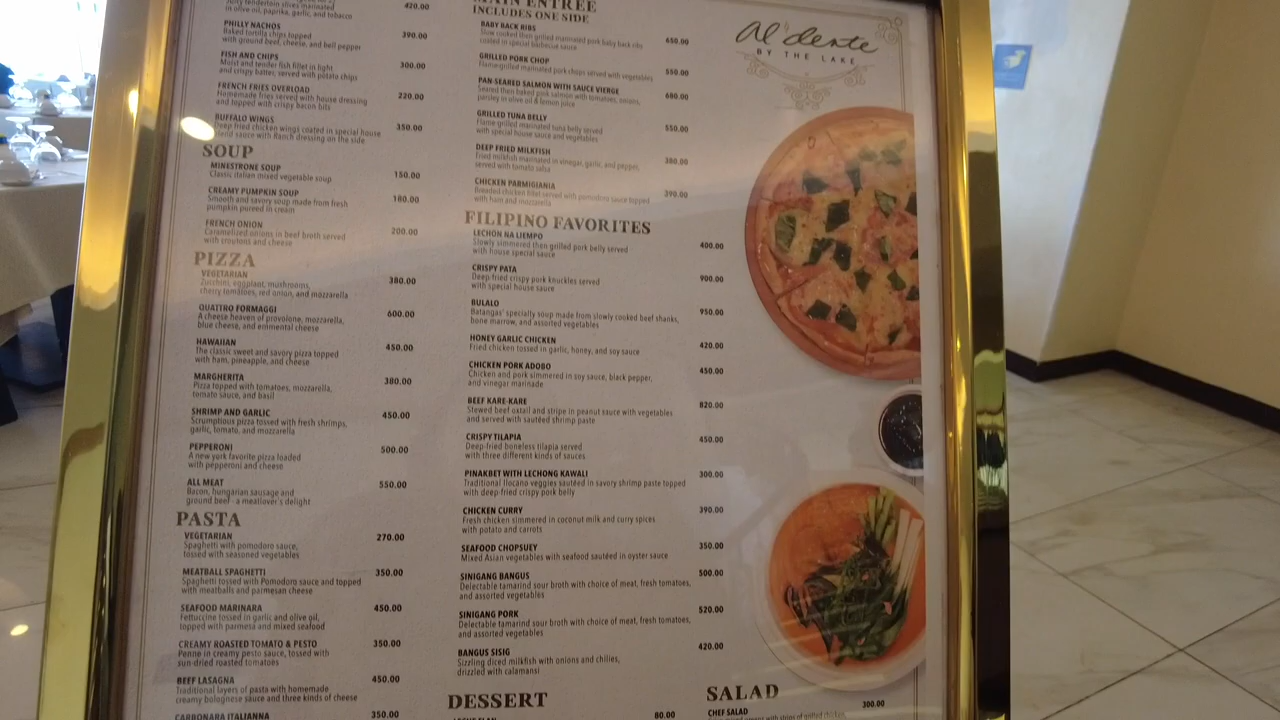 Juicy tenderloin slives marinated
in olive oil, paprika, garlic, and tobacco
420.00
PHILLY NACHOS
Baked tortilla chips topped
with ground beef, cheese, and bell pepper
390.00
FISH AND CHIPS
Moist and tender fish fillet in light
and crispy batter, served with potato chips
300.00
FRENCH FRIES OVERLOAD
Homemade fries served with house dressing
and topped with crispy bacon bits
220.00
BUFFALO WINGS
Deep fried chicken wings coated in special house
blend sauce with Ranch dressing on the side
350.00
SOUP
MINESTRONE SOUP
Classic italian mixed vegetable soup
150.00
CREAMY PUMPKIN SOUP
Smooth and savory soup made from fresh
pumpkin pureed in cream
180.00
FRENCH ONION
Caramelized onions in beef broth served
with croutons and cheese
200.00
PIZZA
VEGETARIAN
Zucchini, eggplant, mushrooms,
cherry tomatoes, red onion, and mozzarella
380.00
QUATTRO FORMAGGI
A cheese heaven of provolone, mozzarella,
blue cheese, and emmental cheese
600.00
HAWAIIAN
The classic sweet and savory pizza topped
with ham, pineapple, and cheese
450.00
MARGHERITA
Pizza topped with tomatoes, mozzarella,
tomato sauce, and basil
380.00
SHRIMP AND GARLIC
Scrumptious pizza tossed with fresh shrimps,
garlic, tomato, and mozzarella
450.00
PEPPERONI
A new york favorite pizza loaded
with pepperoni and cheese
500.00
ALL MEAT
Bacon, hungarian sausage and
ground beef - a meatlover's delight
550.00
PASTA
VEGETARIAN
Spaghetti with pomodoro sauce,
tossed with seasoned vegetables
270.00
MEATBALL SPAGHETTI
Spaghetti tossed with Pomodoro sauce and topped
with meatballs and parmesan cheese
350.00
SEAFOOD MARINARA
Fettuccine tossed in garlic and olive oil,
topped with parmesa and mixed seafood
450.00
CREAMY ROASTED TOMATO & PESTO
Penne in creamy pesto sauce, tossed with
sun-dried roasted tomatoes
350.00
BEEF LASAGNA
Traditional layers of pasta with homemade
creamy bolognese sauce and three kinds of cheese
450.00
CARBONARA ITALIANNA
350.00
MAIN ENTREE
INCLUDES ONE SIDE
BABY BACK RIBS
Slow cooked then grilled marinated pork baby back ribs
coated in special barbecue sauce
650.00
GRILLED PORK CHOP
Flame-grilled marinated pork chops served with vegetables
550.00
PAN-SEARED SALMON WITH SAUCE VIERGE
Seared then baked pink salmon with tomatoes, onions,
parsley in olive oil & lemon juice
680.00
GRILLED TUNA BELLY
Flame-grilled marinated tuna belly served
with special house sauce and vegetables
550.00
DEEP FRIED MILKFISH
Fried milkfish marinated in vinegar, garlic, and pepper,
served with tomato salsa
380.00
CHICKEN PARMIGIANIA
Breaded chicken fillet served with pomodoro sauce topped
with ham and mozzarella
390.00
FILIPINO FAVORITES
LECHON NA LIEMPO
Slowly simmered then grilled pork belly served
with house special sauce
400.00
CRISPY PATA
Deep fried crispy pork knuckles served
with special house sauce
900.00
BULALO
Batangas' specialty soup made from slowly cooked beef shanks,
bone marrow, and assorted vegetables
950.00
HONEY GARLIC CHICKEN
Fried chicken tossed in garlic, honey, and soy sauce
420.00
CHICKEN PORK ADOBO
Chicken and pork simmered in soy sauce, black pepper,
and vinegar marinade
450.00
BEEF KARE-KARE
Stewed beef oxtail and stripe in peanut sauce with vegetables
and served with sautéed shrimp paste
820.00
CRISPY TILAPIA
Deep fried boneless tilapia served
with three different kinds of sauces
450.00
PINAKBET WITH LECHONG KAWALI
Traditional Ilocano veggies sautéed in savory shrimp paste topped
with deep-fried crispy pork belly
300.00
CHICKEN CURRY
Fresh chicken simmered in coconut milk and curry spices
with potato and carrots
390.00
SEAFOOD CHOPSUEY
Mixed Asian vegetables with seafood sautéed in oyster sauce
350.00
SINIGANG BANGUS
Delectable tamarind sour broth with choice of meat, fresh tomatoes,
and assorted vegetables
500.00
SINIGANG PORK
Delectable tamarind sour broth with choice of meat, fresh tomatoes,
and assorted vegetables
520.00
BANGUS SISIG
Sizzling diced milkfish with onions and chilies,
drizzled with calamansi
420.00
DESSERT
80.00
al dente
BY THE LAKE
SALAD
CHEF SALAD
300.00